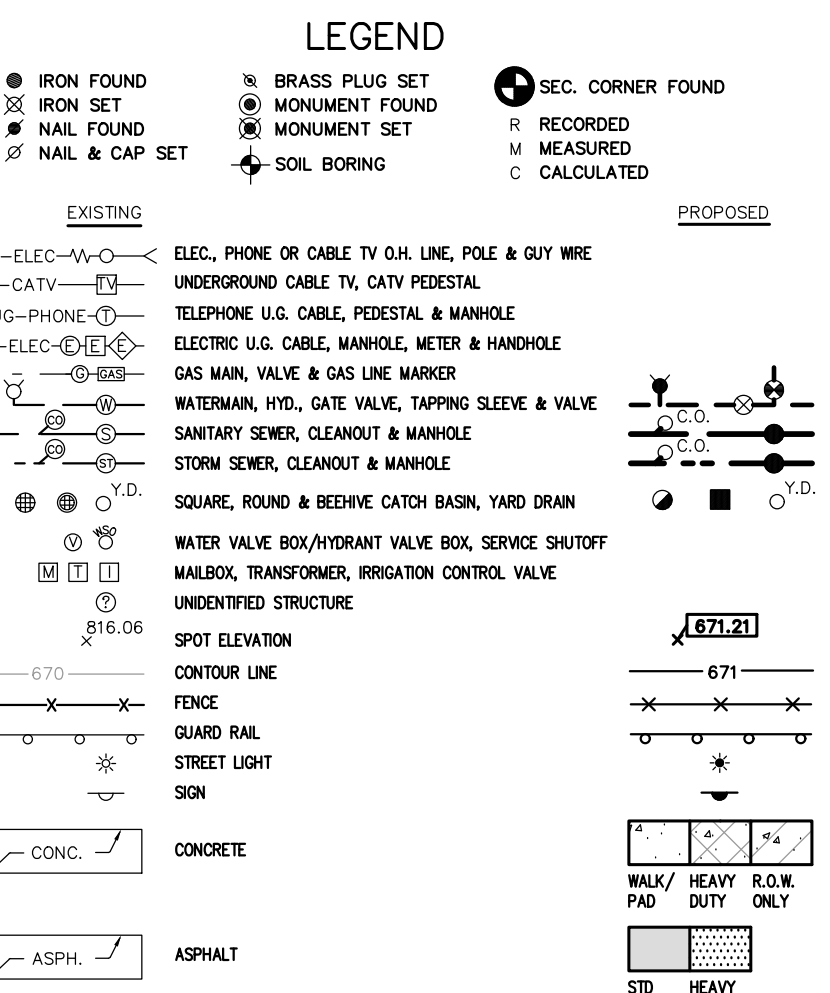 LEGEND
IRON FOUND
IRON SET
NAIL FOUND
NAIL & CAP SET
BRASS PLUG SET
MONUMENT FOUND
MONUMENT SET
SOIL BORING
SEC. CORNER FOUND
R RECORDED
M MEASURED
C CALCULATED
EXISTING PROPOSED
-ELEC ELEC., PHONE OR CABLE TV O.H. LINE, POLE & GUY WIRE
-CATV TV UNDERGROUND CABLE TV, CATV PEDESTAL
G-PHONE T TELEPHONE U.G. CABLE, PEDESTAL & MANHOLE
-ELEC E E E ELECTRIC U.G. CABLE, MANHOLE, METER & HANDHOLE
G GAS GAS MAIN, VALVE & GAS LINE MARKER
W WATERMAIN, HYD., GATE VALVE, TAPPING SLEEVE & VALVE
CO S SANITARY SEWER, CLEANOUT & MANHOLE C.O.
CO ST STORM SEWER, CLEANOUT & MANHOLE C.O.
Y.D. SQUARE, ROUND & BEEHIVE CATCH BASIN, YARD DRAIN Y.D.
V WSO WATER VALVE BOX/HYDRANT VALVE BOX, SERVICE SHUTOFF
M T I MAILBOX, TRANSFORMER, IRRIGATION CONTROL VALVE
? UNIDENTIFIED STRUCTURE
816.06 SPOT ELEVATION 671.21
670 CONTOUR LINE 671
FENCE
GUARD RAIL
STREET LIGHT
SIGN
CONC. CONCRETE
WALK/ HEAVY R.O.W.
PAD DUTY ONLY
ASPH. ASPHALT
STD HEAVY